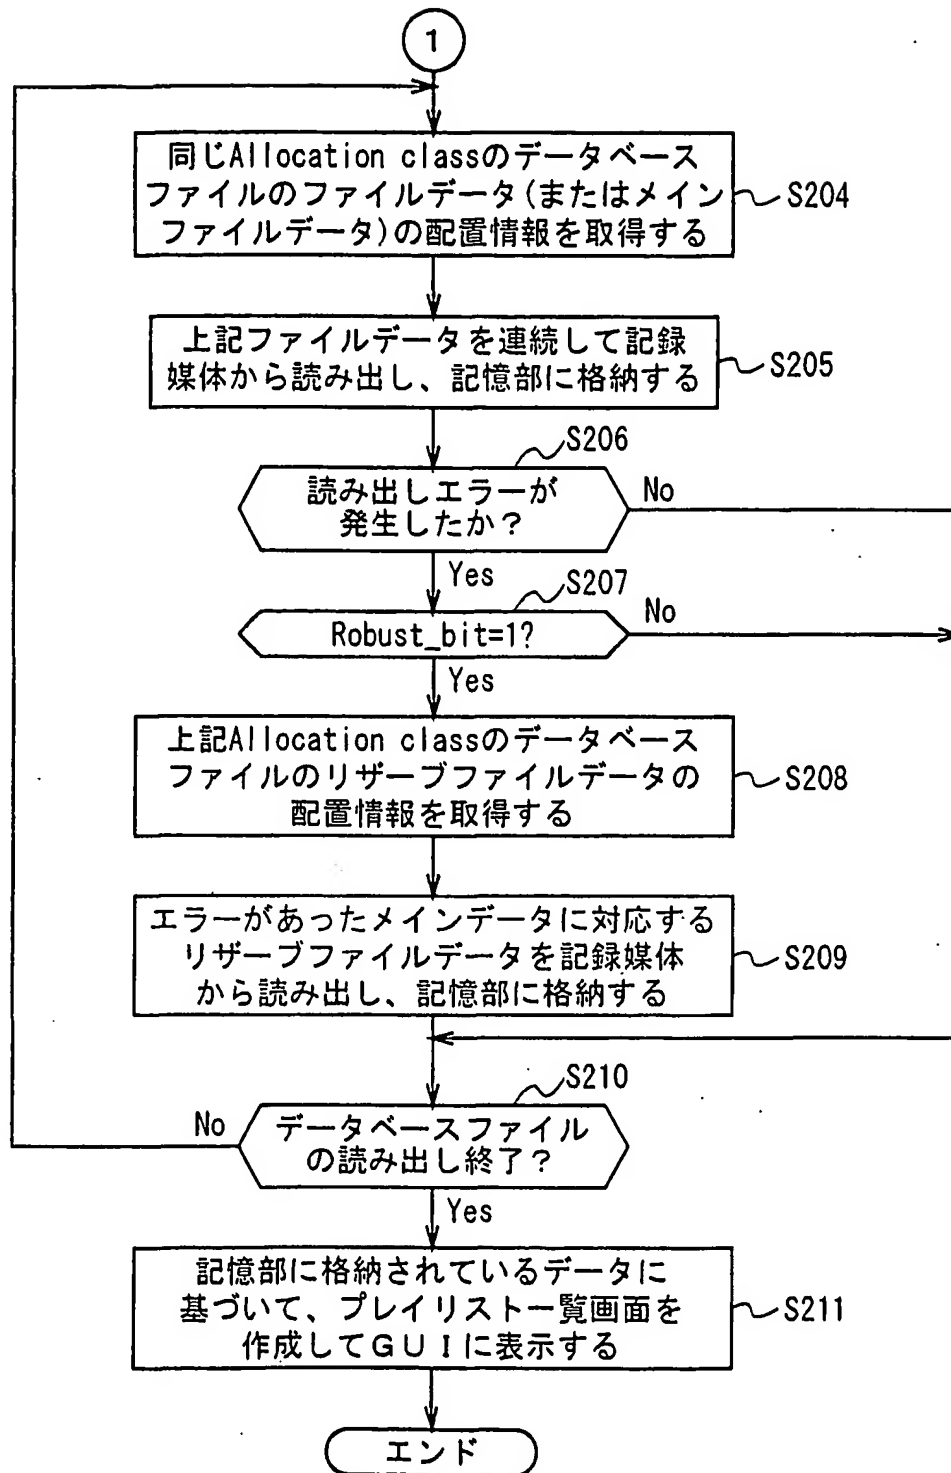 1
同じAllocation classのデータベース
ファイルのファイルデータ(またはメイン
ファイルデータ)の配置情報を取得する
S204
上記ファイルデータを連続して記録
媒体から読み出し、記憶部に格納する
S205
S206
読み出しエラーが
発生したか?
No
Yes
S207
Robust_bit=1?
No
Yes
上記Allocation classのデータベース
ファイルのリザーブファイルデータの
配置情報を取得する
S208
エラーがあったメインデータに対応する
リザーブファイルデータを記録媒体
から読み出し、記憶部に格納する
S209
S210
No
データベースファイル
の読み出し終了?
Yes
記憶部に格納されているデータに
基づいて、プレイリスト一覧画面を
作成してGUIに表示する
S211
エンド